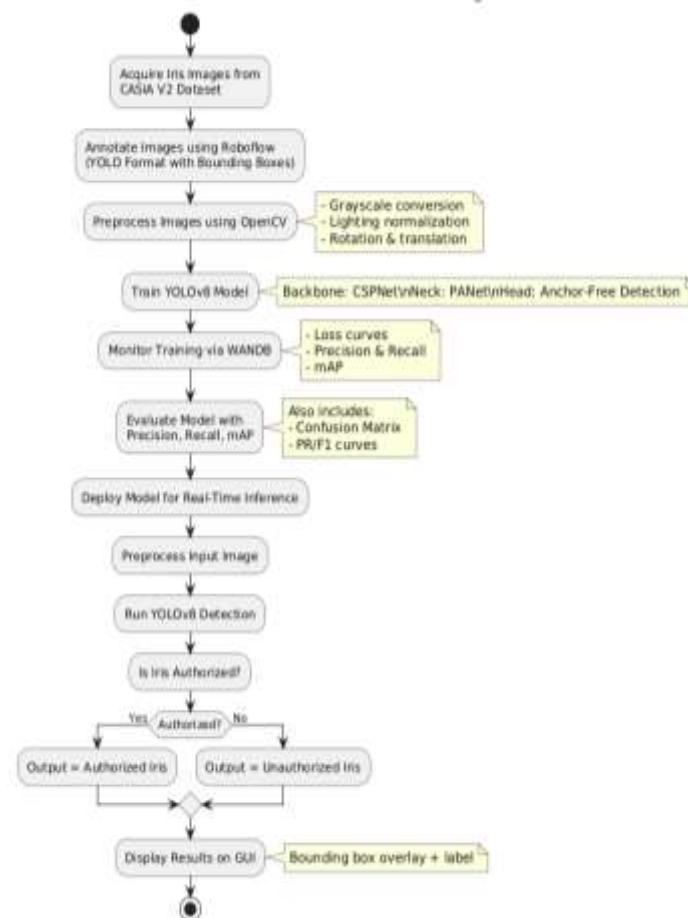 Acquire Iris Images from
CASIA V2 Dataset
Annotate Images using Roboflow
(YOLO Format with Bounding Boxes)
Preprocess Images using OpenCV
- Grayscale conversion
- Lighting normalization
- Rotation & translation
Train YOLOv8 Model
Backbone: CSPNet\nNeck: PANet\nHead: Anchor-Free Detection
Monitor Training via WANDB
- Loss curves
- Precision & Recall
- mAP
Evaluate Model with
Precision, Recall, mAP
Also includes:
- Confusion Matrix
- PR/F1 curves
Deploy Model for Real-Time Inference
Preprocess Input Image
Run YOLOv8 Detection
Is Iris Authorized?
Yes
Authorized?
No
Output = Authorized Iris
Output = Unauthorized Iris
Display Results on GUI
Bounding box overlay + label